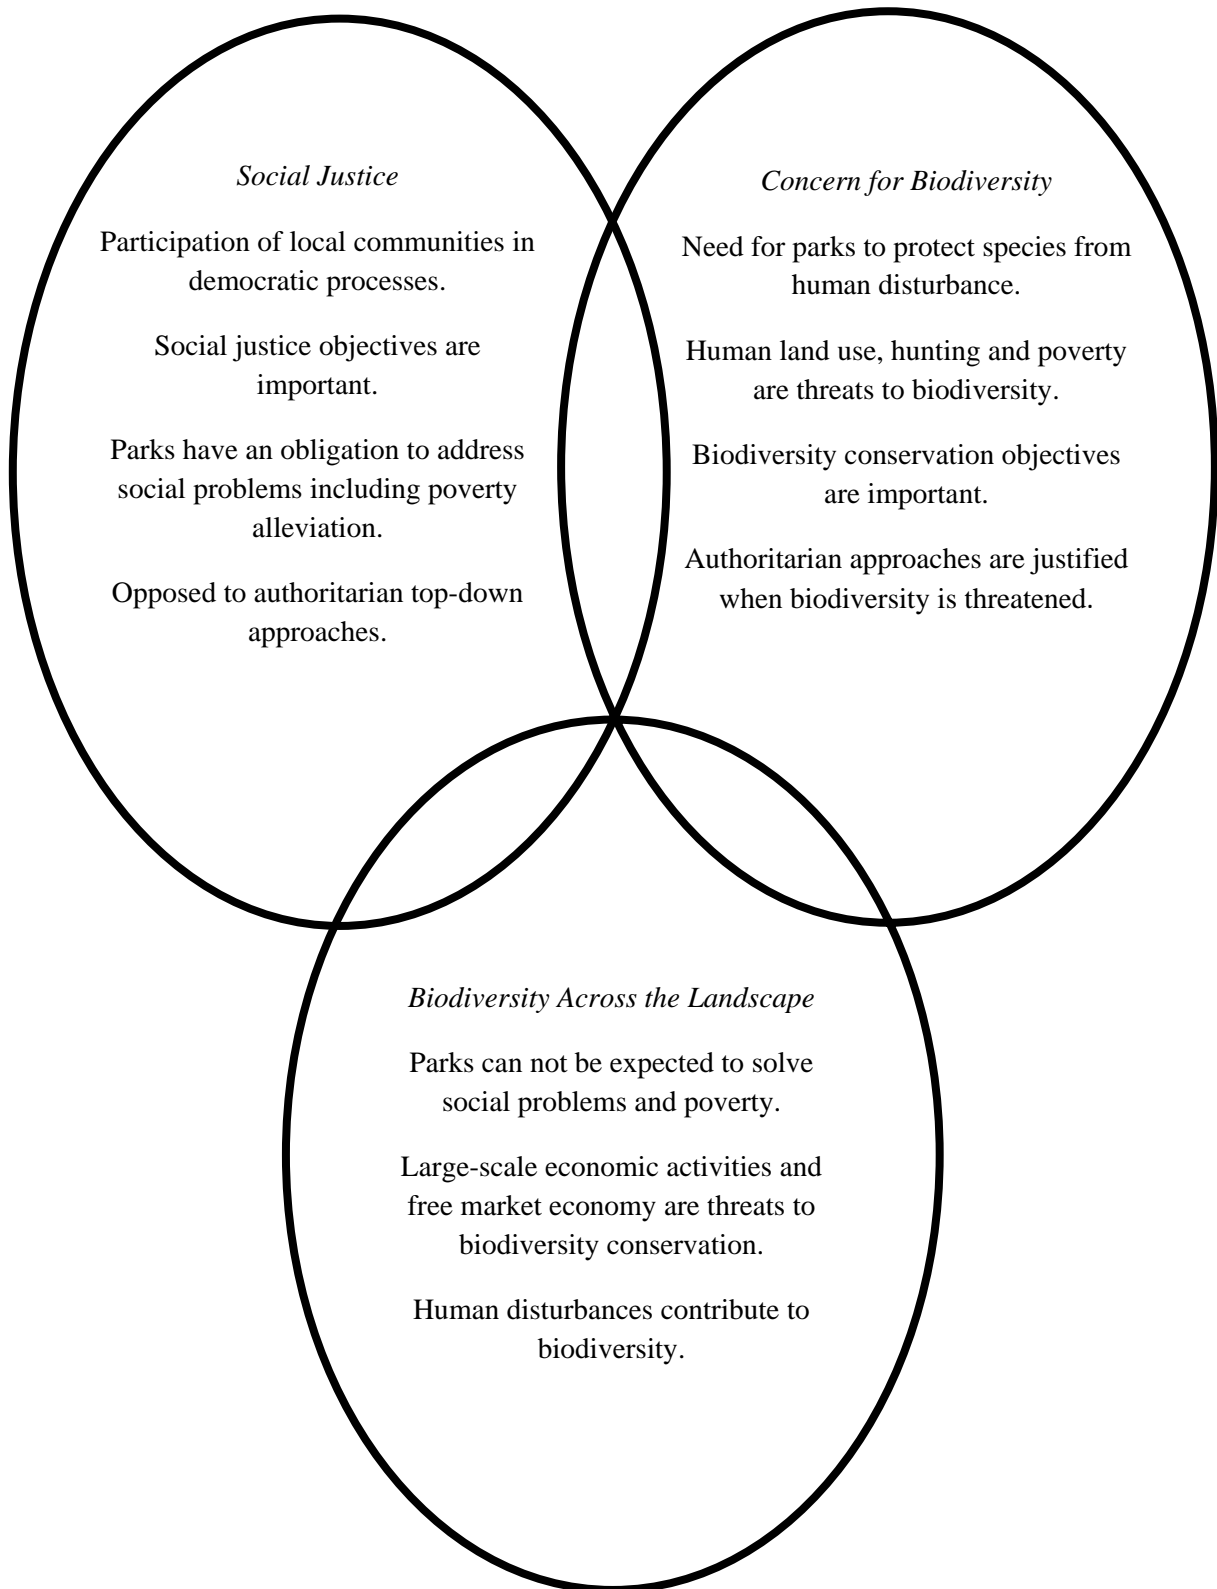 Social Justice
Participation of local communities in
democratic processes.
Social justice objectives are
important.
Parks have an obligation to address
social problems including poverty
alleviation.
Opposed to authoritarian top-down
approaches.
Concern for Biodiversity
Need for parks to protect species from
human disturbance.
Human land use, hunting and poverty
are threats to biodiversity.
Biodiversity conservation objectives
are important.
Authoritarian approaches are justified
when biodiversity is threatened.
Biodiversity Across the Landscape
Parks can not be expected to solve
social problems and poverty.
Large-scale economic activities and
free market economy are threats to
biodiversity conservation.
Human disturbances contribute to
biodiversity.